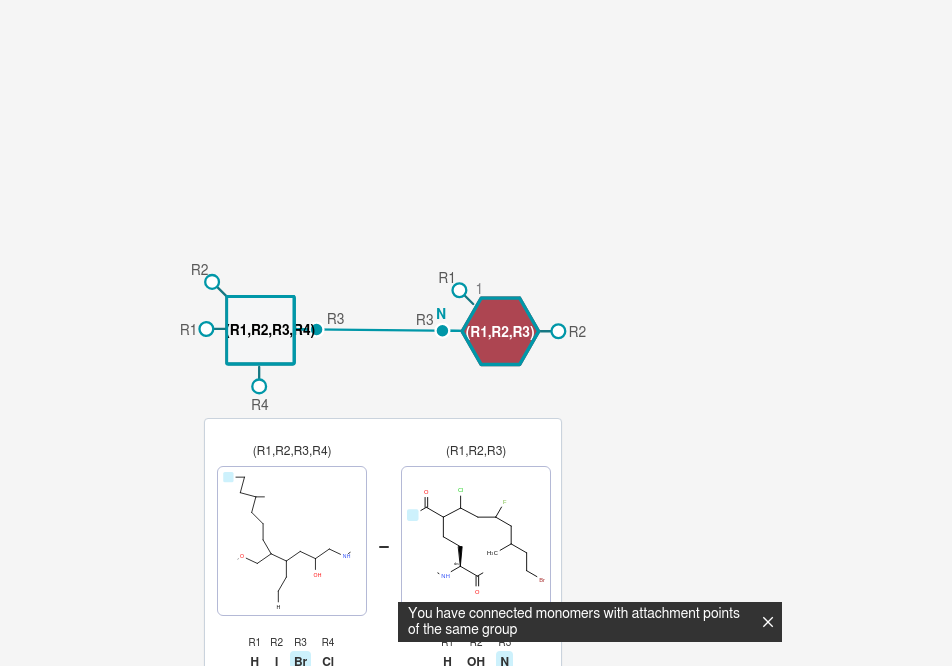 R2
R1
(R1,R2,R3,R4)
R3
R4
R1
1
R3
N
(R1,R2,R3)
R2
(R1,R2,R3,R4)
(R1,R2,R3)
O
OH
NH
H
–
O
Cl
F
H₃C
Br
NH
O
You have connected monomers with attachment points
of the same group
R1 R2 R3 R4
H I Br Cl
R1 R2 R3
H OH N